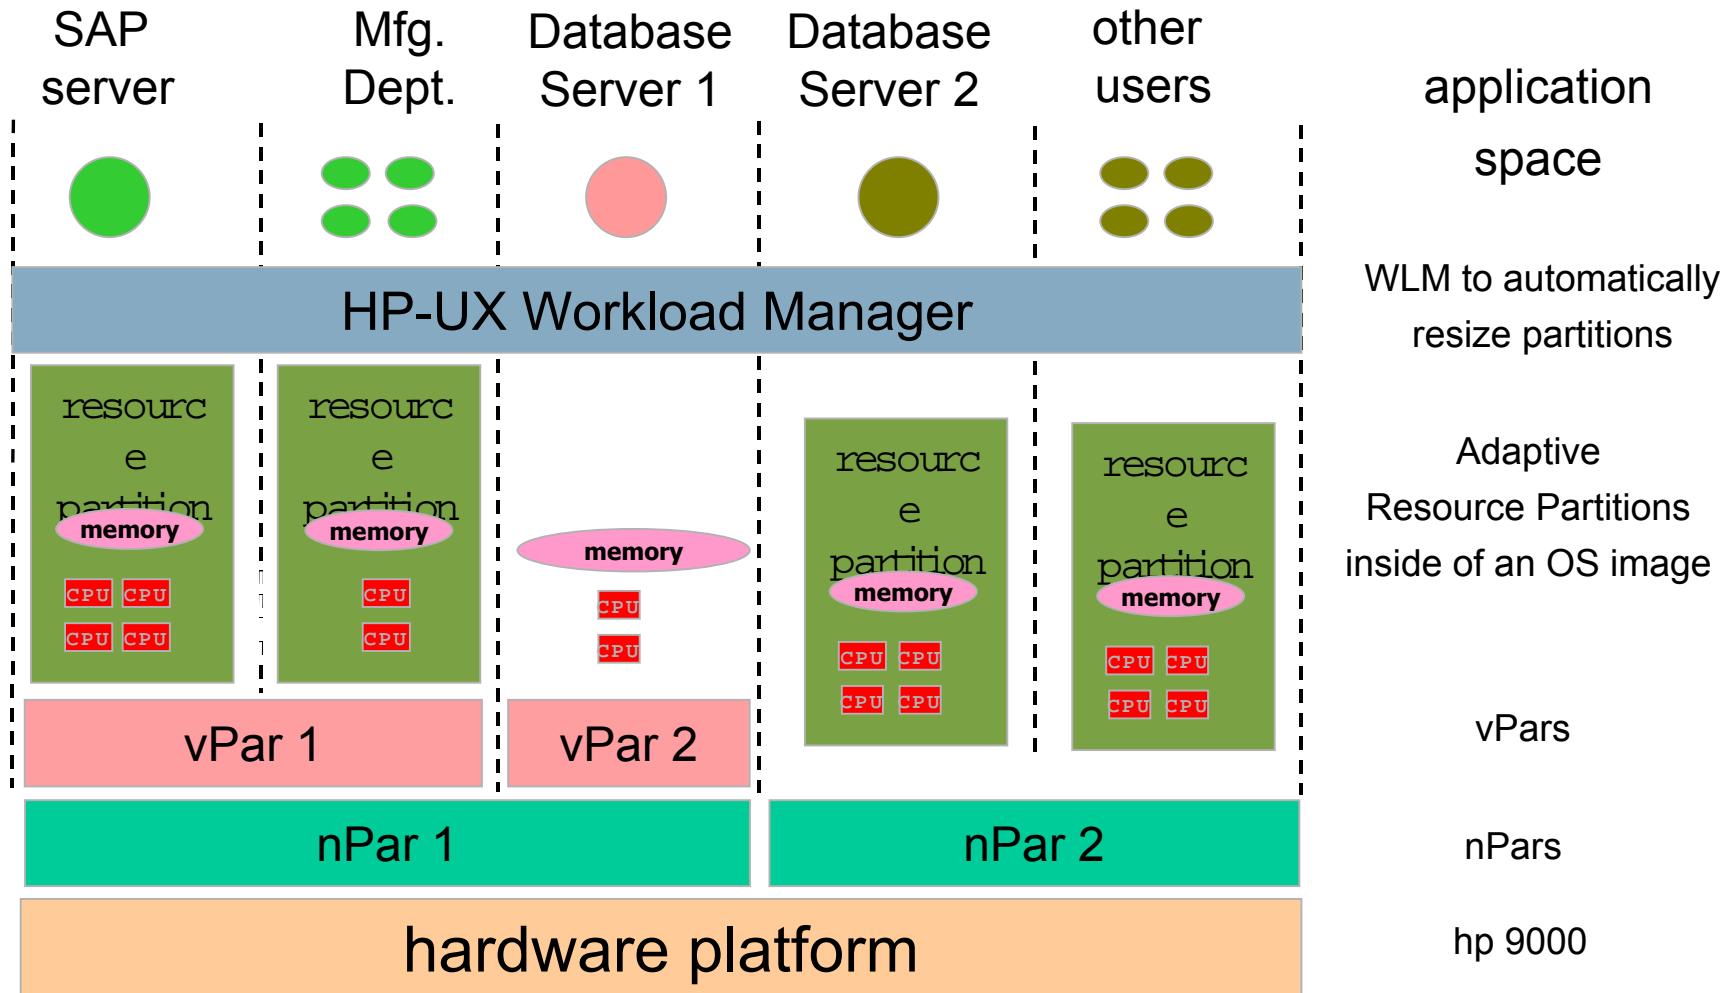 SAP
server
Mfg.
Dept.
Database
Server 1
Database
Server 2
other
users
application
space
HP-UX Workload Manager
WLM to automatically
resize partitions
resourc
e
partition
memory
CPU CPU
CPU CPU
resourc
e
partition
memory
CPU
CPU
memory
CPU
CPU
resourc
e
partition
memory
CPU CPU
CPU CPU
resourc
e
partition
memory
CPU CPU
CPU CPU
Adaptive
Resource Partitions
inside of an OS image
vPar 1
vPar 2
vPars
nPar 1
nPar 2
nPars
hardware platform
hp 9000